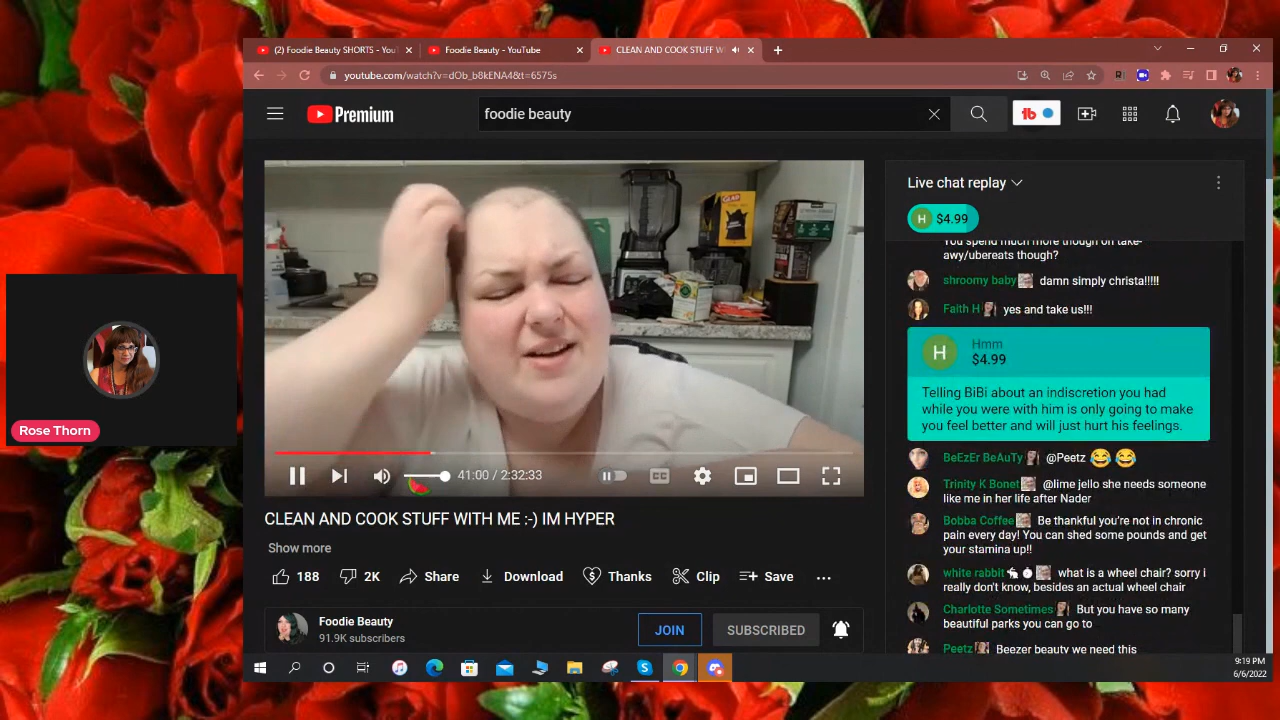 (2) Foodie Beauty SHORTS - You
Foodie Beauty - YouTube
CLEAN AND COOK STUFF W
youtube.com/watch?v=dOb_b8kENA4&t=6575s
Premium
foodie beauty
tb
Live chat replay
H $4.99
You spend much more though on take-
awy/ubereats though?
shroomy baby damn simply christa!!!!!
Faith H yes and take us!!!
H
Hmm
$4.99
Telling BiBi about an indiscretion you had
while you were with him is only going to make
you feel better and will just hurt his feelings.
BeEzEr BeAuTy @Peetz 😂 😂
Trinity K Bonet @lime jello she needs someone
like me in her life after Nader
Bobba Coffee Be thankful you're not in chronic
pain every day! You can shed some pounds and get
your stamina up!!
white rabbit what is a wheel chair? sorry i
really don't know, besides an actual wheel chair
Charlotte Sometimes But you have so many
beautiful parks you can go to
Peetz Beezer beauty we need this
GLAD
41:00 / 2:32:33
CC
CLEAN AND COOK STUFF WITH ME :-) IM HYPER
Show more
188 2K Share Download Thanks Clip Save
Foodie Beauty
91.9K subscribers
JOIN
SUBSCRIBED
Rose Thorn
9:19 PM
6/6/2022